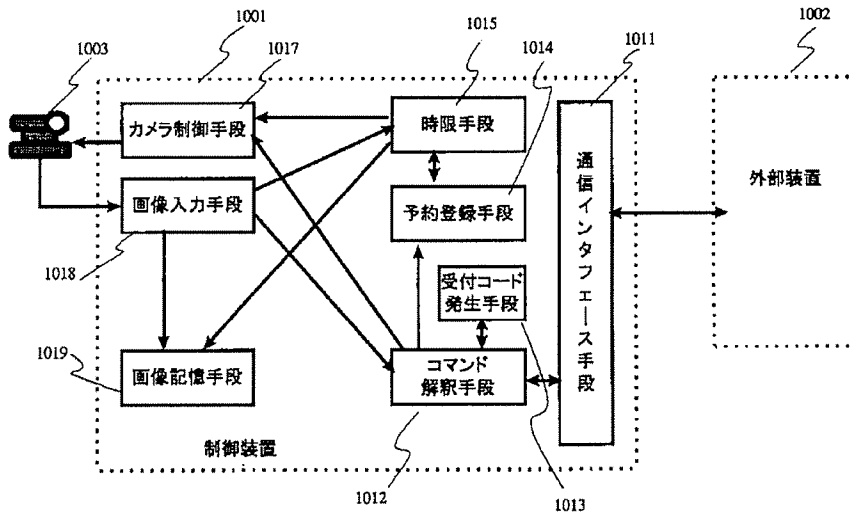 1001
1002
1003
1017
1015
1014
1011
カメラ制御手段
時限手段
画像入力手段
予約登録手段
通信インタフェース手段
外部装置
1018
受付コード
発生手段
1019
画像記憶手段
コマンド
解釈手段
制御装置
1012
1013